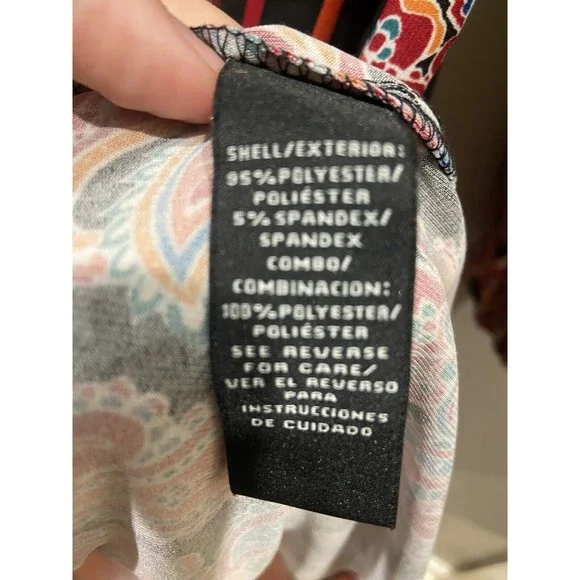 SHELL/EXTERIOR:
95%POLYESTER/
POLIÉSTER
5% SPANDEX/
SPANDEX
COMBO/
COMBINACION:
100%POLYESTER/
POLIÉSTER
SEE REVERSE
FOR CARE/
VER EL REVERSO
PARA
INSTRUCCIONES
DE CUIDADO